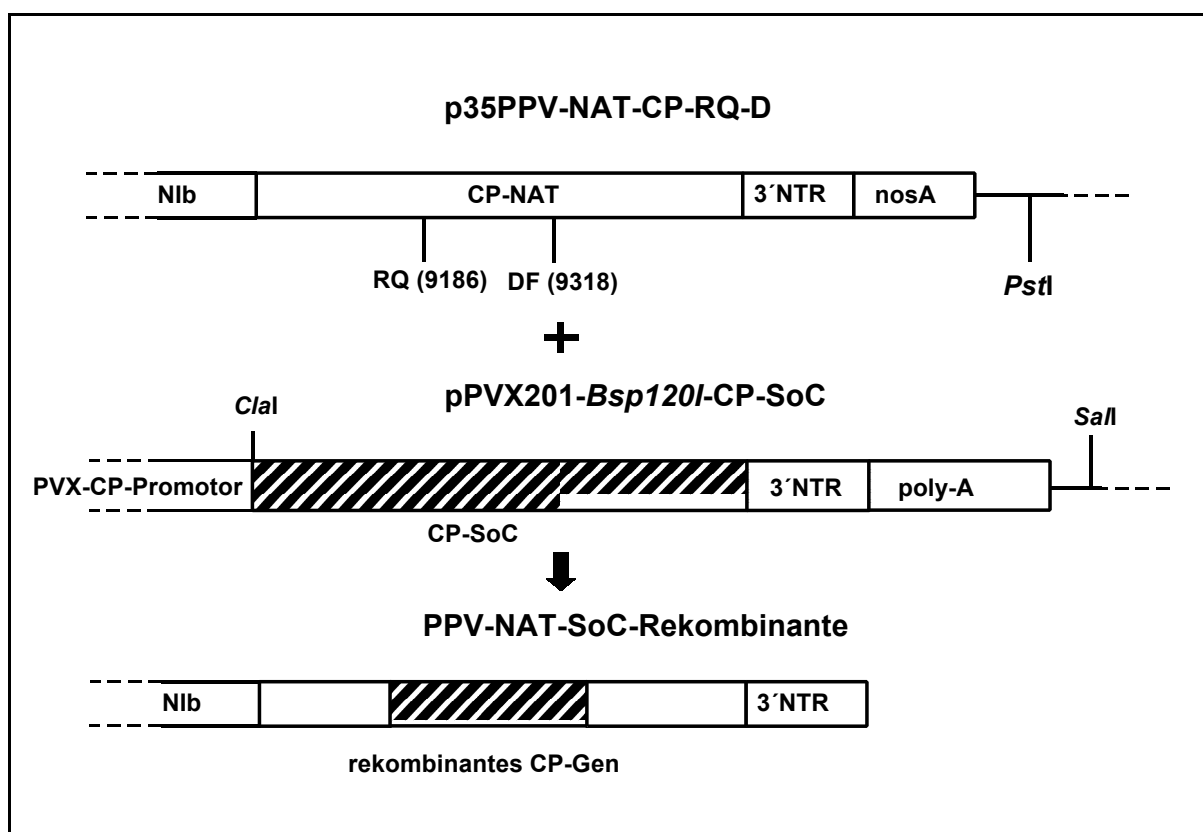 p35PPV-NAT-CP-RQ-D
NIb CP-NAT 3´NTR nosA
RQ (9186) DF (9318)
PstI
+
pPVX201-Bsp120I-CP-SoC
ClaI SalI
PVX-CP-Promotor 3´NTR poly-A
CP-SoC
PPV-NAT-SoC-Rekombinante
NIb 3´NTR
rekombinantes CP-Gen